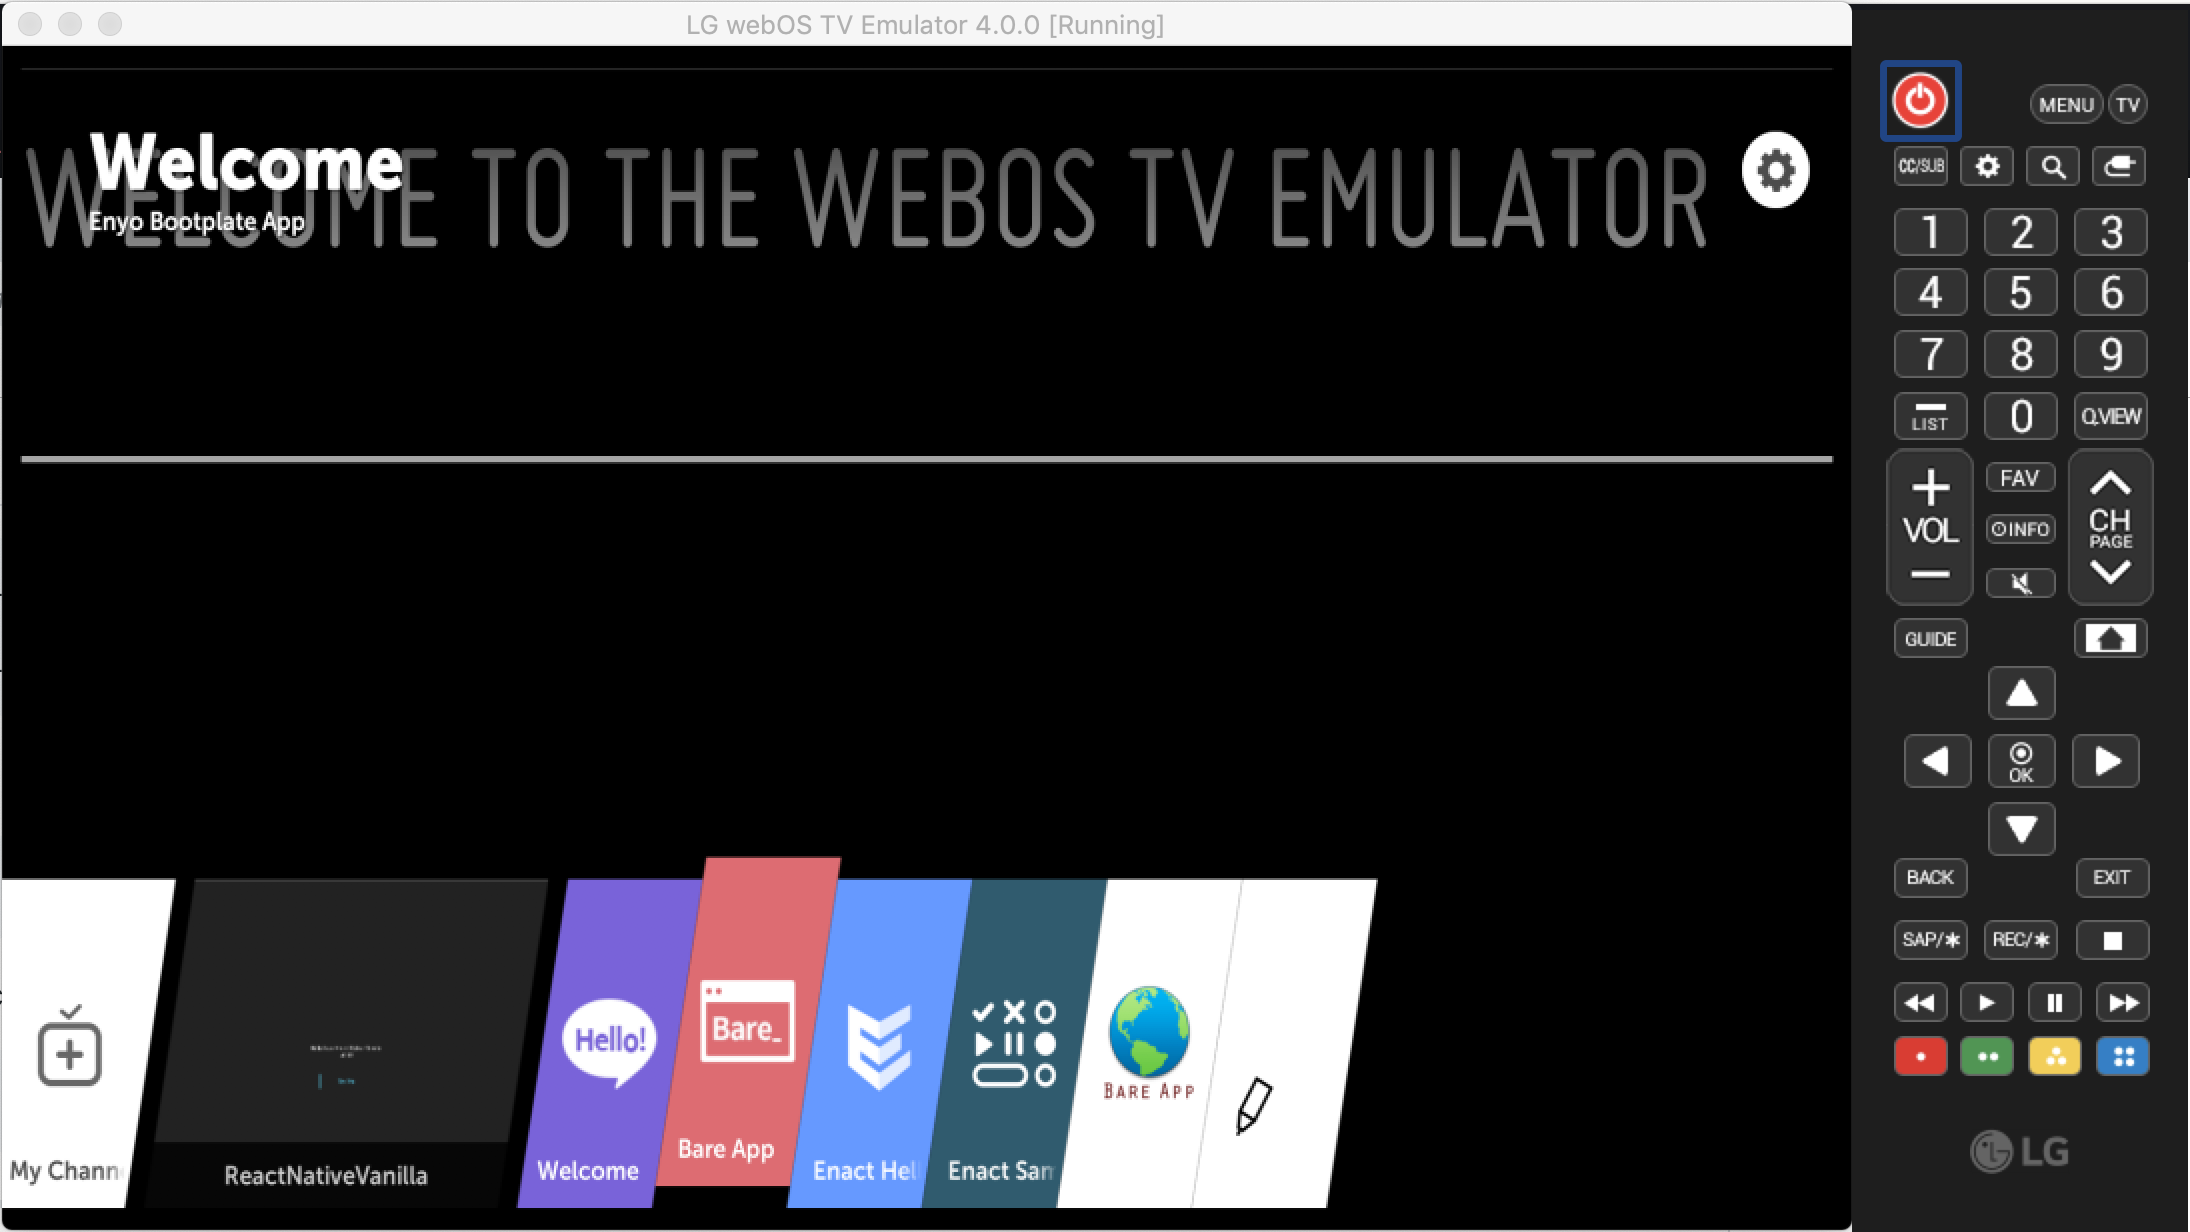 LG webOS TV Emulator 4.0.0 [Running]
WELCOME TO THE WEBOS TV EMULATOR
Welcome
Enyo Bootplate App
My Chann
ReactNativeVanilla
Hello!
Welcome
Bare_
Bare App
Enact Hel
Enact Sam
BARE APP
MENU
TV
CC/SUB
1
2
3
4
5
6
7
8
9
LIST
0
Q.VIEW
VOL
FAV
INFO
CH
PAGE
GUIDE
OK
BACK
EXIT
SAP/*
REC/*
LG